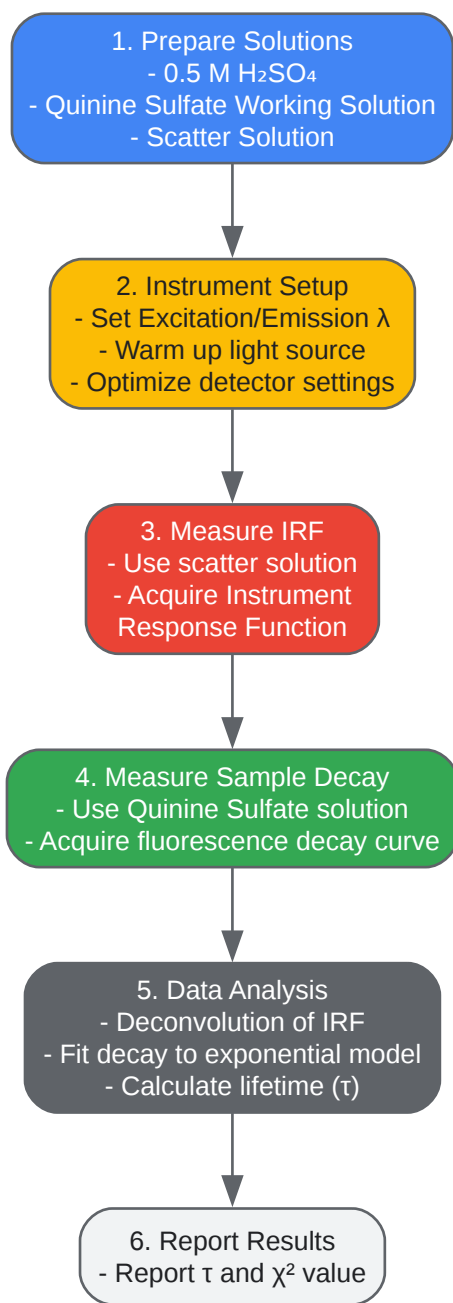 1. Prepare Solutions
- 0.5 M H₂SO₄
- Quinine Sulfate Working Solution
- Scatter Solution
2. Instrument Setup
- Set Excitation/Emission λ
- Warm up light source
- Optimize detector settings
3. Measure IRF
- Use scatter solution
- Acquire Instrument
Response Function
4. Measure Sample Decay
- Use Quinine Sulfate solution
- Acquire fluorescence decay curve
5. Data Analysis
- Deconvolution of IRF
- Fit decay to exponential model
- Calculate lifetime (τ)
6. Report Results
- Report τ and χ² value